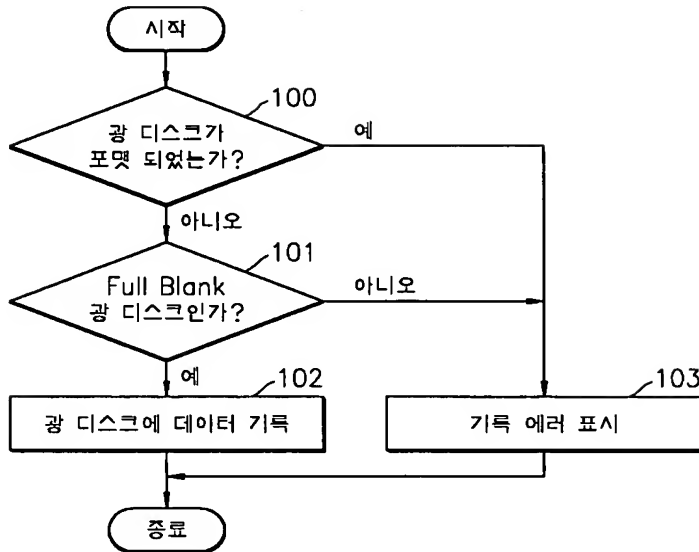 시작
100
광 디스크가
포맷 되었는가?
예
아니오
101
Full Blank
광 디스크인가?
아니오
예
102
광 디스크에 데이터 기록
103
기록 에러 표시
종료